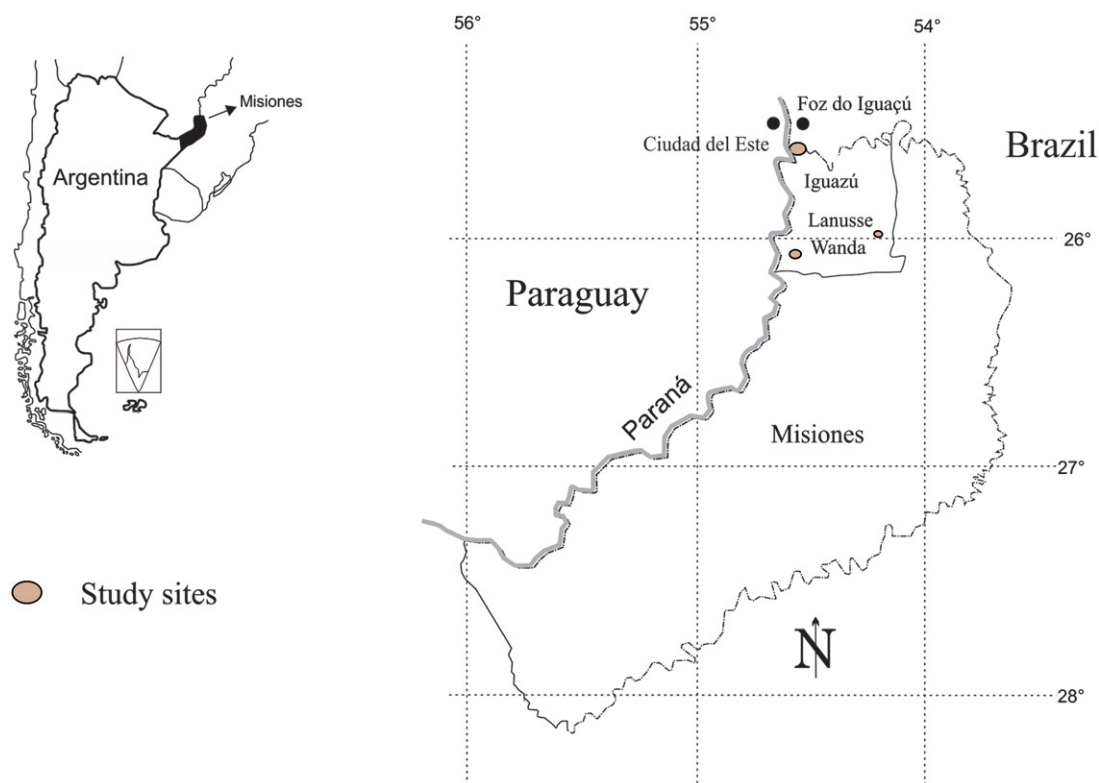 56°
55°
54°
Misiones
Argentina
Foz do Iguaçú
Ciudad del Este
Brazil
Iguazú
Lanusse
26°
Wanda
Paraguay
Paraná
Misiones
27°
Study sites
N
28°